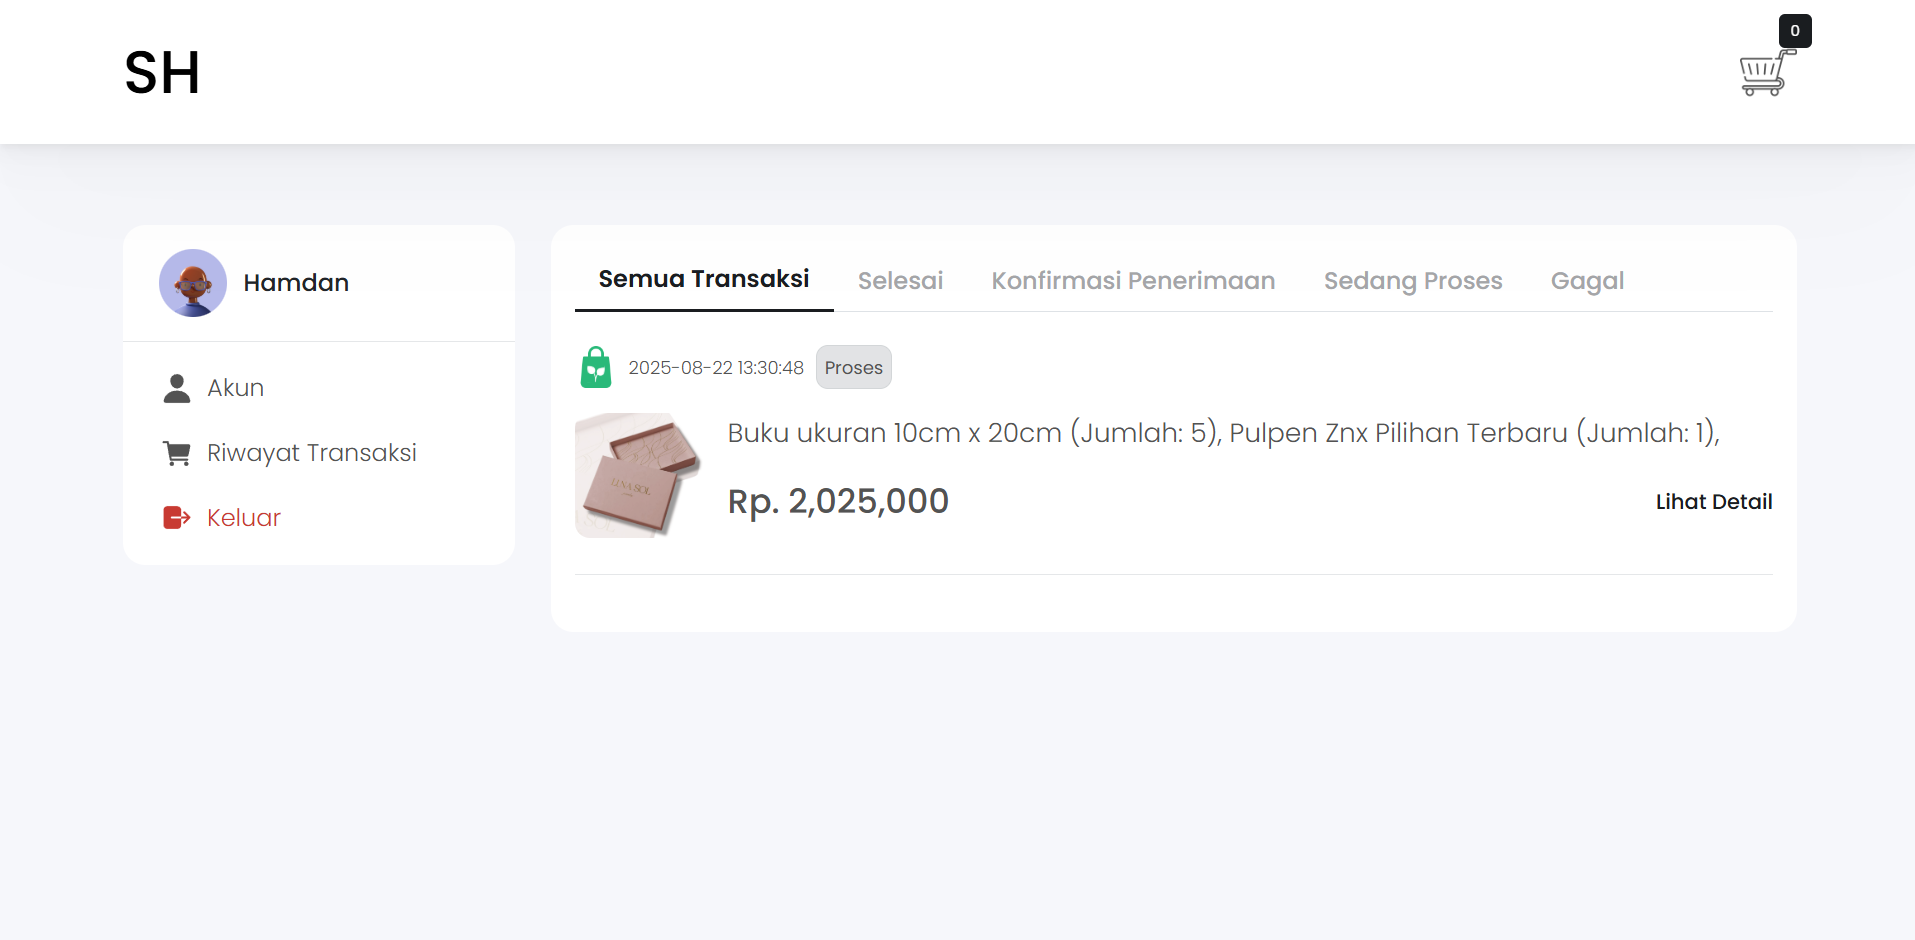 SH
0
Hamdan
Akun
Riwayat Transaksi
Keluar
Semua Transaksi Selesai Konfirmasi Penerimaan Sedang Proses Gagal
2025-08-22 13:30:48 Proses
LUXA SOL
Buku ukuran 10cm x 20cm (Jumlah: 5), Pulpen Znx Pilihan Terbaru (Jumlah: 1),
Rp. 2,025,000
Lihat Detail